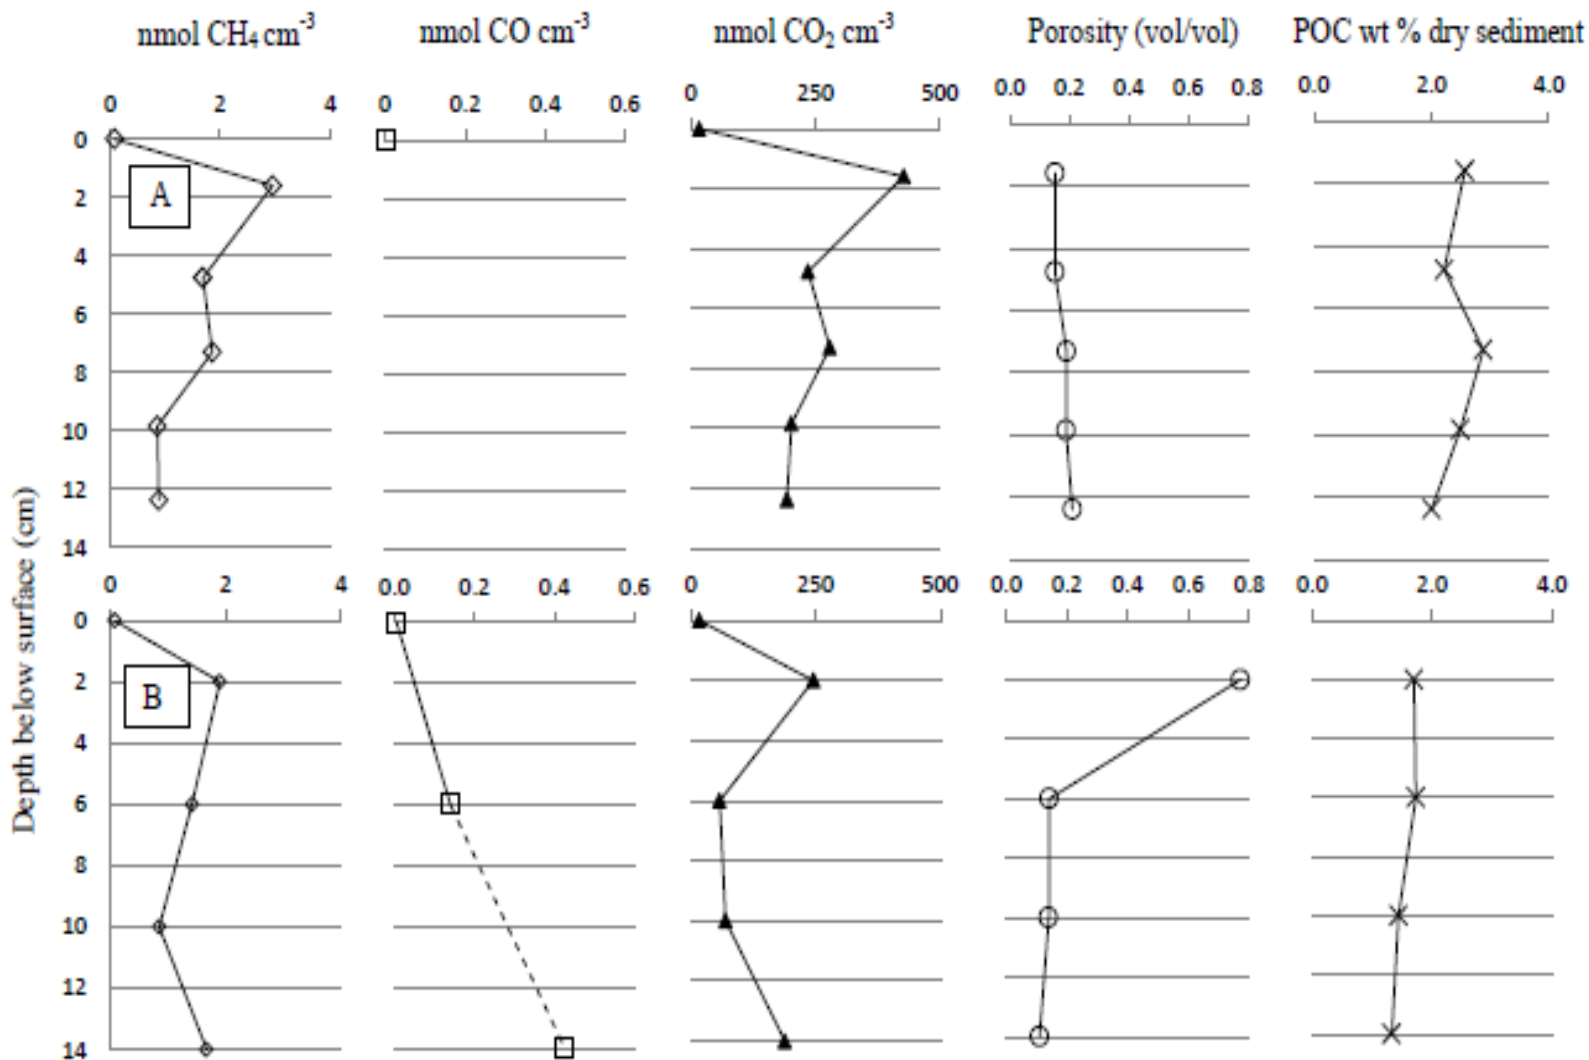 nmol CH₄ cm⁻³ nmol CO cm⁻³ nmol CO₂ cm⁻³ Porosity (vol/vol) POC wt % dry sediment
0 2 4 0 0.2 0.4 0.6 0 250 500 0.0 0.2 0.4 0.6 0.8 0.0 2.0 4.0
0
A
2
4
6
8
10
12
14
0 2 4 0.0 0.2 0.4 0.6 0 250 500 0.0 0.2 0.4 0.6 0.8 0.0 2.0 4.0
0
2
B
4
6
8
10
12
14
Depth below surface (cm)